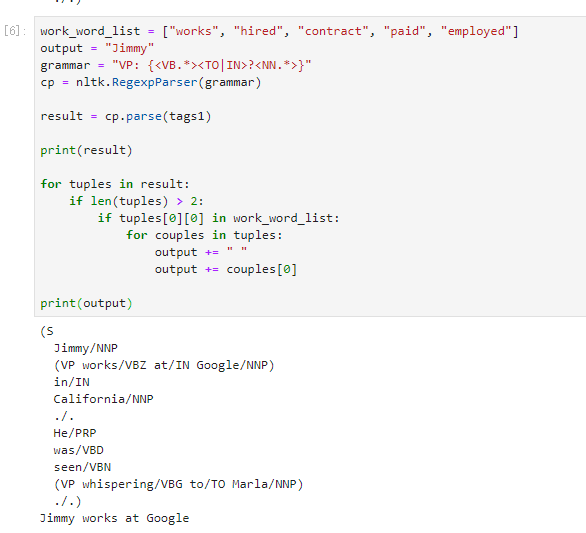 ./.)
[6]: work_word_list = ["works", "hired", "contract", "paid", "employed"]
output = "Jimmy"
grammar = "VP: {<VB.*><TO|IN>?<NN.*>}"
cp = nltk.RegexpParser(grammar)

result = cp.parse(tags1)

print(result)

for tuples in result:
    if len(tuples) > 2:
        if tuples[0][0] in work_word_list:
            for couples in tuples:
                output += " "
                output += couples[0]

print(output)
(S
  Jimmy/NNP
  (VP works/VBZ at/IN Google/NNP)
  in/IN
  California/NNP
  ./.
  He/PRP
  was/VBD
  seen/VBN
  (VP whispering/VBG to/TO Marla/NNP)
  ./.)
Jimmy works at Google